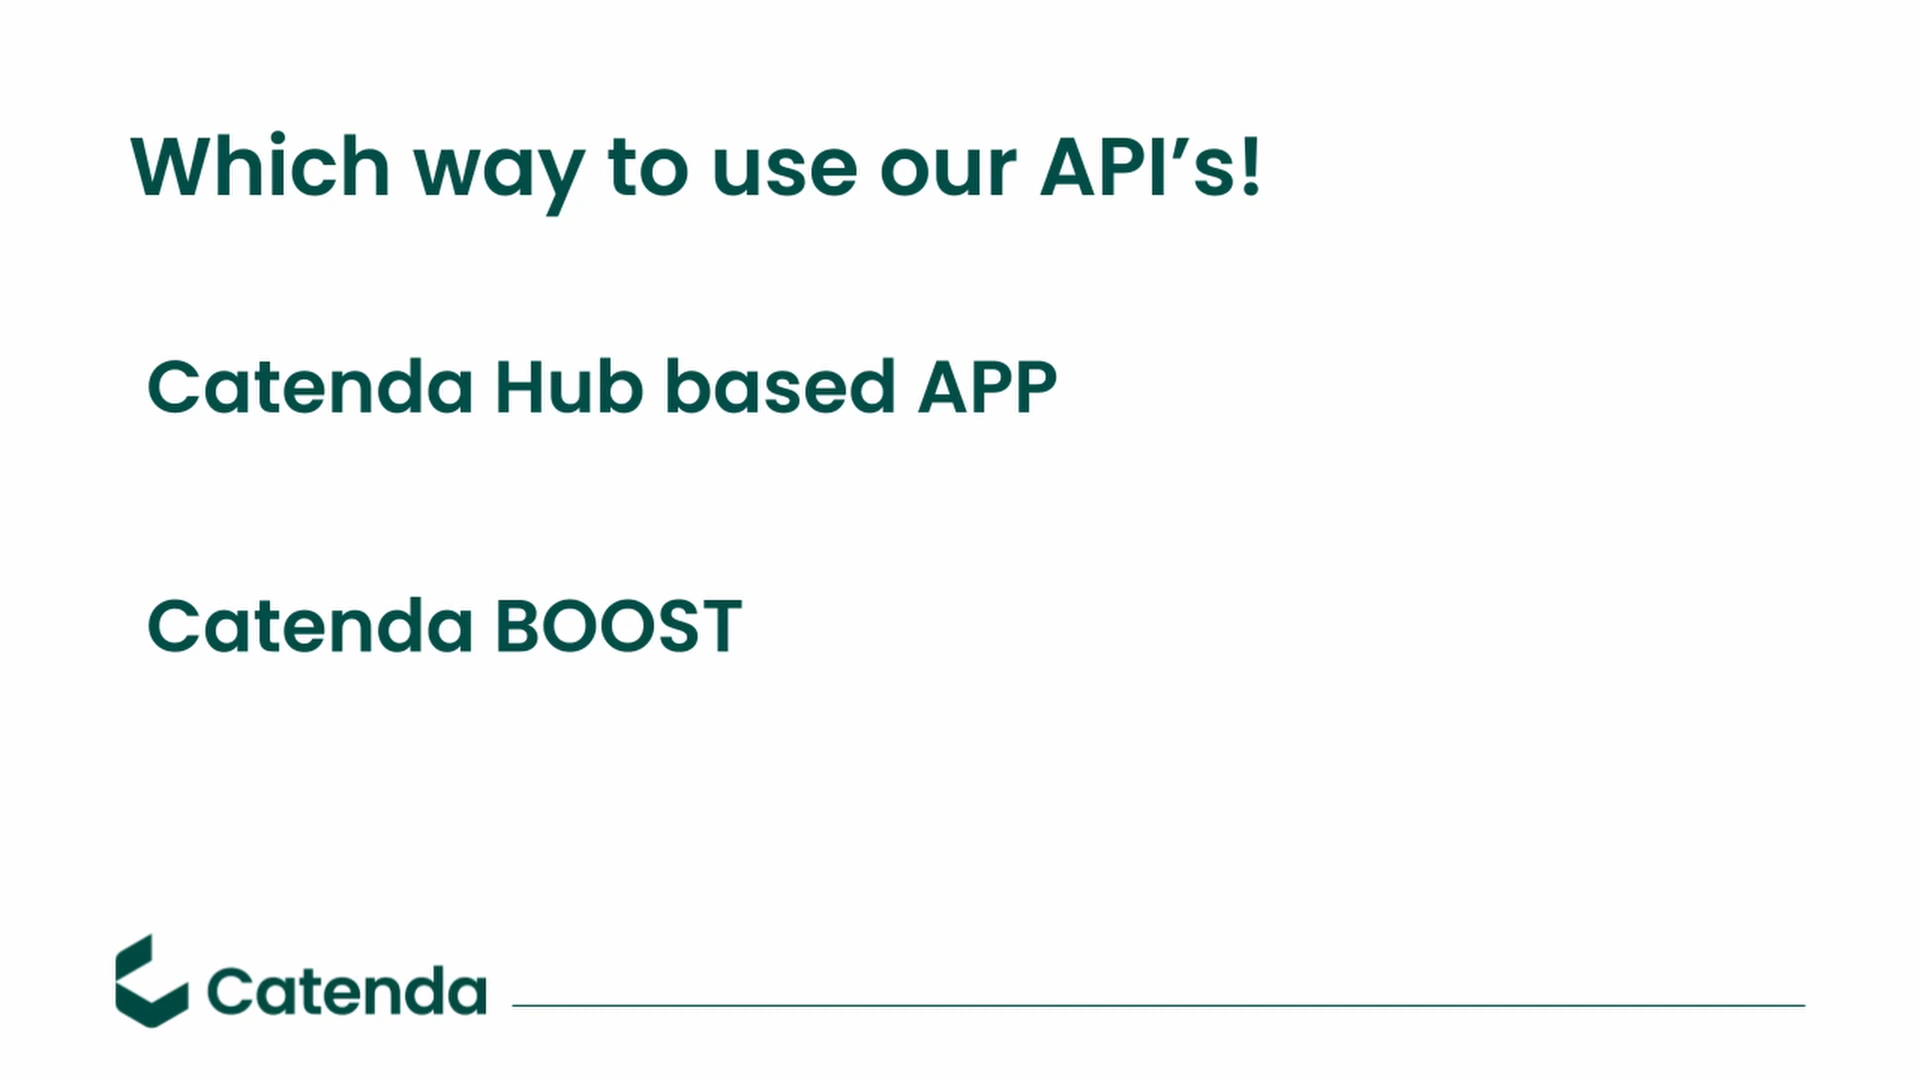 Which way to use our API’s!
Catenda Hub based APP
Catenda BOOST
Catenda